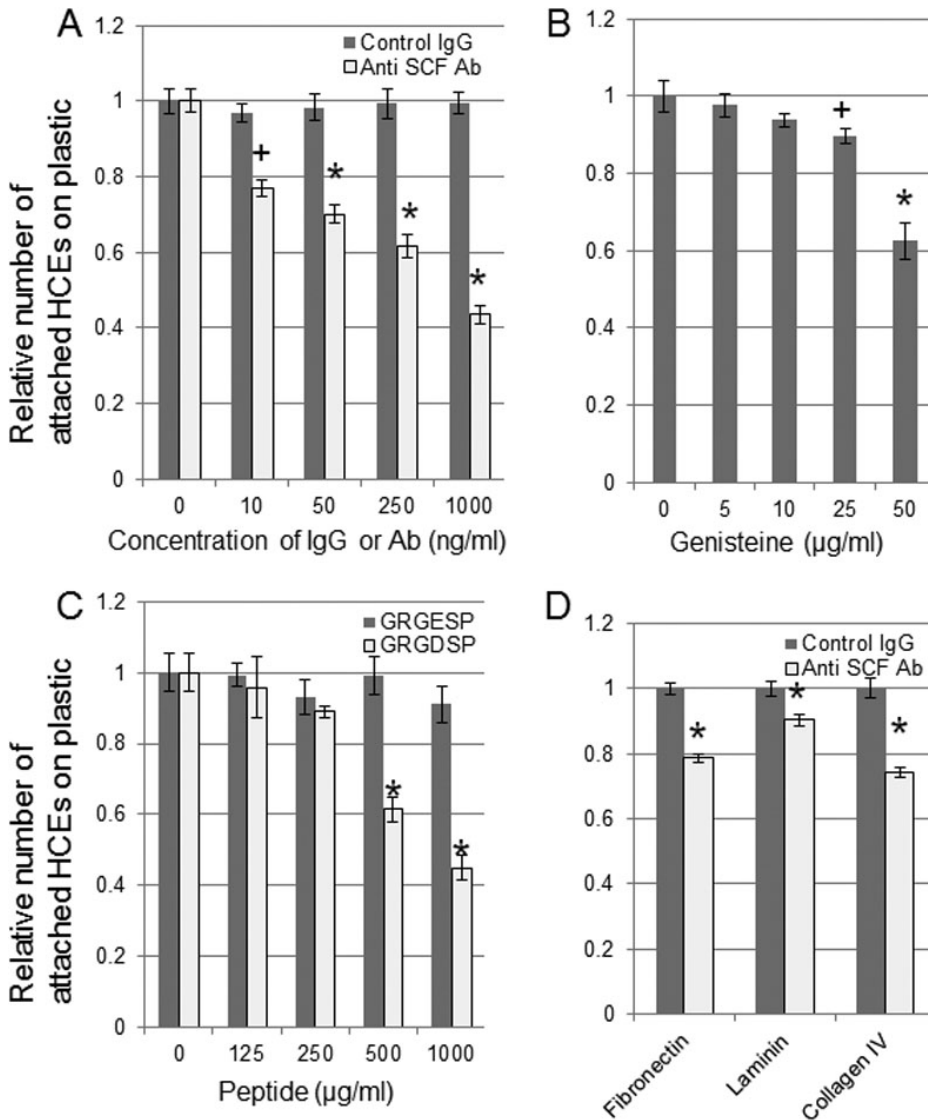 A
Relative number of
attached HCEs on plastic
1.2
1
0.8
0.6
0.4
0.2
0
Control IgG
Anti SCF Ab
+
*
*
*
0 10 50 250 1000
Concentration of IgG or Ab (ng/ml)
B
1.2
1
0.8
0.6
0.4
0.2
0
+
*
0 5 10 25 50
Genisteine (µg/ml)
C
Relative number of
attached HCEs on plastic
1.2
1
0.8
0.6
0.4
0.2
0
GRGESP
GRGDSP
*
*
0 125 250 500 1000
Peptide (µg/ml)
D
1.2
1
0.8
0.6
0.4
0.2
0
Control IgG
Anti SCF Ab
*
*
*
Fibronectin
Laminin
Collagen IV